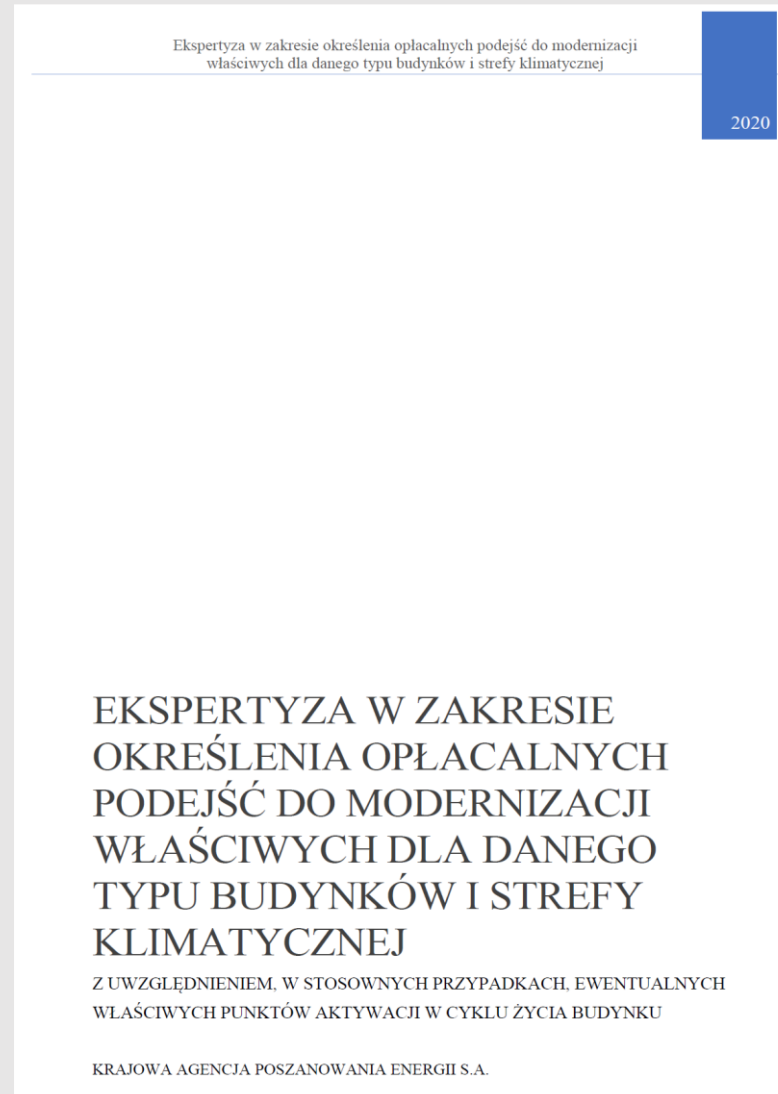 Ekspertyza w zakresie określenia opłacalnych podejść do modernizacji
właściwych dla danego typu budynków i strefy klimatycznej
2020
EKSPERTYZA W ZAKRESIE
OKREŚLENIA OPŁACALNYCH
PODEJŚĆ DO MODERNIZACJI
WŁAŚCIWYCH DLA DANEGO
TYPU BUDYNKÓW I STREFY
KLIMATYCZNEJ
Z UWZGLĘDNIENIEM, W STOSOWNYCH PRZYPADKACH, EWENTUALNYCH
WŁAŚCIWYCH PUNKTÓW AKTYWACJI W CYKLU ŻYCIA BUDYNKU
KRAJOWA AGENCJA POSZANOWANIA ENERGII S.A.